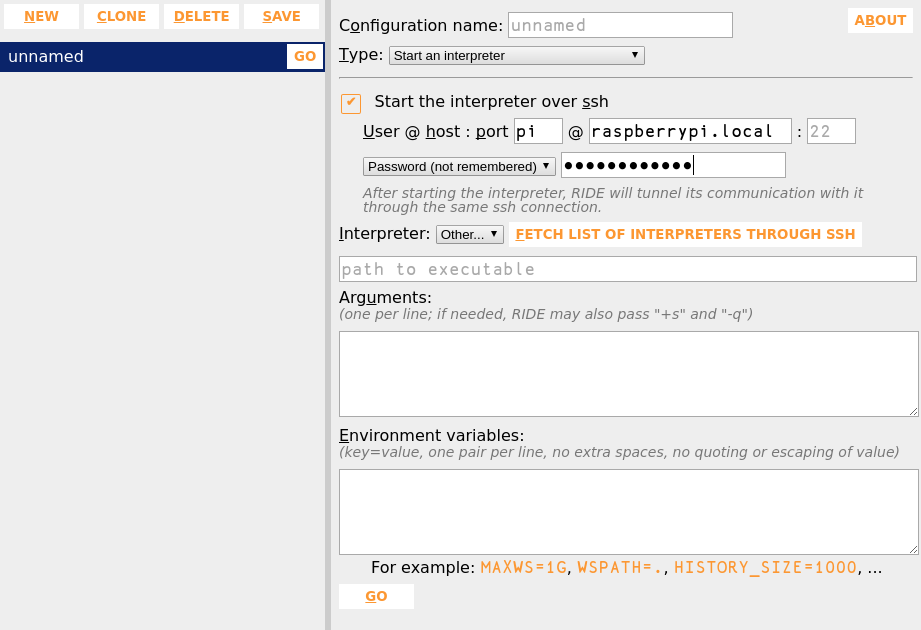 NEW CLONE DELETE SAVE
unnamed GO
Configuration name: unnamed ABOUT
Type: Start an interpreter
Start the interpreter over ssh
User @ host : port pi @ raspberrypi.local : 22
Password (not remembered) ●●●●●●●●●●●●
After starting the interpreter, RIDE will tunnel its communication with it
through the same ssh connection.
Interpreter: Other... FETCH LIST OF INTERPRETERS THROUGH SSH
path to executable
Arguments:
(one per line; if needed, RIDE may also pass "+s" and "-q")
Environment variables:
(key=value, one pair per line, no extra spaces, no quoting or escaping of value)
For example: MAXWS=1G, WSPATH=., HISTORY_SIZE=1000, ...
GO